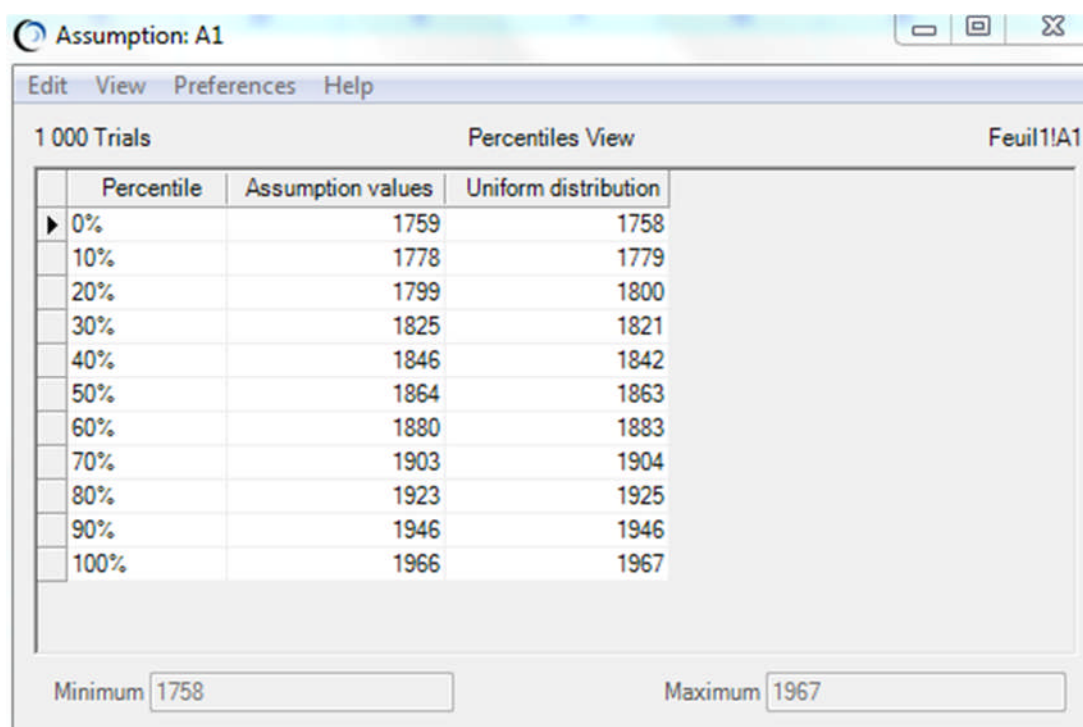 Assumption: A1
Edit View Preferences Help
1 000 Trials Percentiles View Feuil1!A1
Percentile Assumption values Uniform distribution
0% 1759 1758
10% 1778 1779
20% 1799 1800
30% 1825 1821
40% 1846 1842
50% 1864 1863
60% 1880 1883
70% 1903 1904
80% 1923 1925
90% 1946 1946
100% 1966 1967
Minimum 1758 Maximum 1967